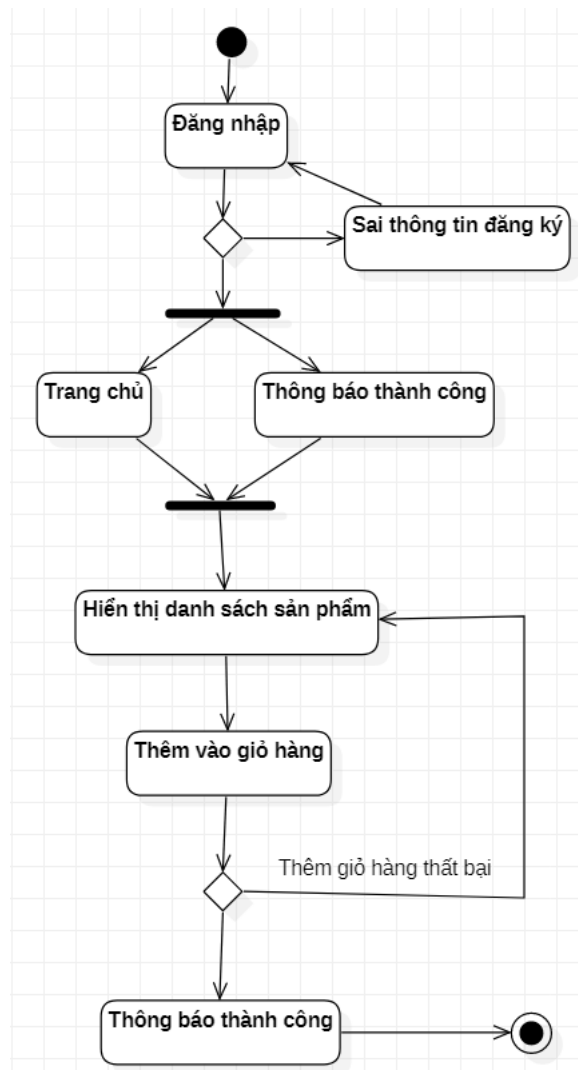 Đăng nhập
Sai thông tin đăng ký
Trang chủ
Thông báo thành công
Hiển thị danh sách sản phẩm
Thêm vào giỏ hàng
Thêm giỏ hàng thất bại
Thông báo thành công